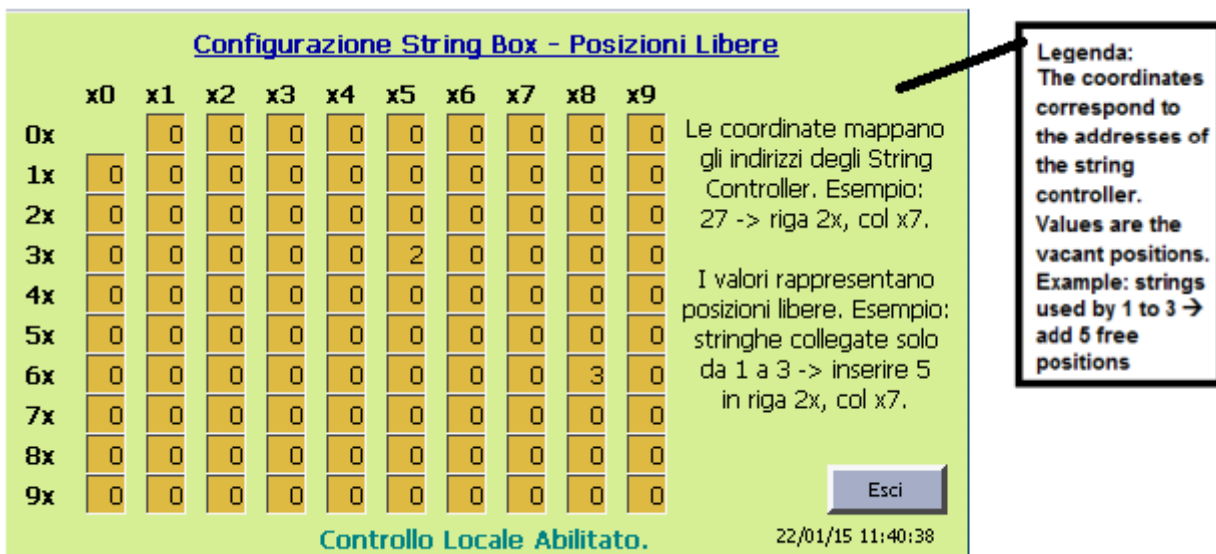 Configurazione String Box - Posizioni Libere
x0 x1 x2 x3 x4 x5 x6 x7 x8 x9
0x 0 0 0 0 0 0 0 0 0
1x 0 0 0 0 0 0 0 0 0 0
2x 0 0 0 0 0 0 0 0 0 0
3x 0 0 0 0 0 2 0 0 0 0
4x 0 0 0 0 0 0 0 0 0 0
5x 0 0 0 0 0 0 0 0 0 0
6x 0 0 0 0 0 0 0 0 3 0
7x 0 0 0 0 0 0 0 0 0 0
8x 0 0 0 0 0 0 0 0 0 0
9x 0 0 0 0 0 0 0 0 0 0
Le coordinate mappano
gli indirizzi degli String
Controller. Esempio:
27 -> riga 2x, col x7.
I valori rappresentano
posizioni libere. Esempio:
stringhe collegate solo
da 1 a 3 -> inserire 5
in riga 2x, col x7.
Esci
Controllo Locale Abilitato.
22/01/15 11:40:38
Legenda:
The coordinates
correspond to
the addresses of
the string
controller.
Values are the
vacant positions.
Example: strings
used by 1 to 3 →
add 5 free
positions